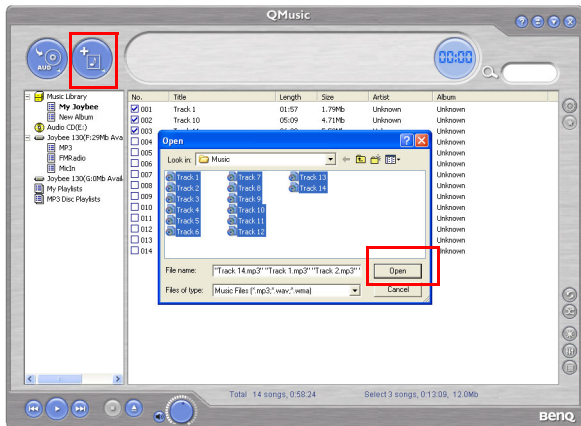 QMusic
AUD
00:00
Music Library
My Joybee
New Album
Audio CD(E:)
Joybee 130(F:29Mb Ava
MP3
FMRadio
MicIn
Joybee 130(G:0Mb Avail
My Playlists
MP3 Disc Playlists
No. Title Length Size Artist Album
001 Track 1 01:57 1.79Mb Unknown Unknown
002 Track 10 05:09 4.71Mb Unknown Unknown
003 Unknown
004 Unknown
005 Unknown
006 Unknown
007 Unknown
008 Unknown
009 Unknown
010 Unknown
011 Unknown
012 Unknown
013 Unknown
014 Unknown
Open
Look in: Music
Track 1 Track 7 Track 13
Track 2 Track 8 Track 14
Track 3 Track 9
Track 4 Track 10
Track 5 Track 11
Track 6 Track 12
File name: "Track 14.mp3" "Track 1.mp3" "Track 2.mp3" " Open
Files of type: Music Files (*.mp3;*.wav;*.wma) Cancel
Total 14 songs, 0:58:24 Select 3 songs, 0:13:09, 12.0Mb
BenQ